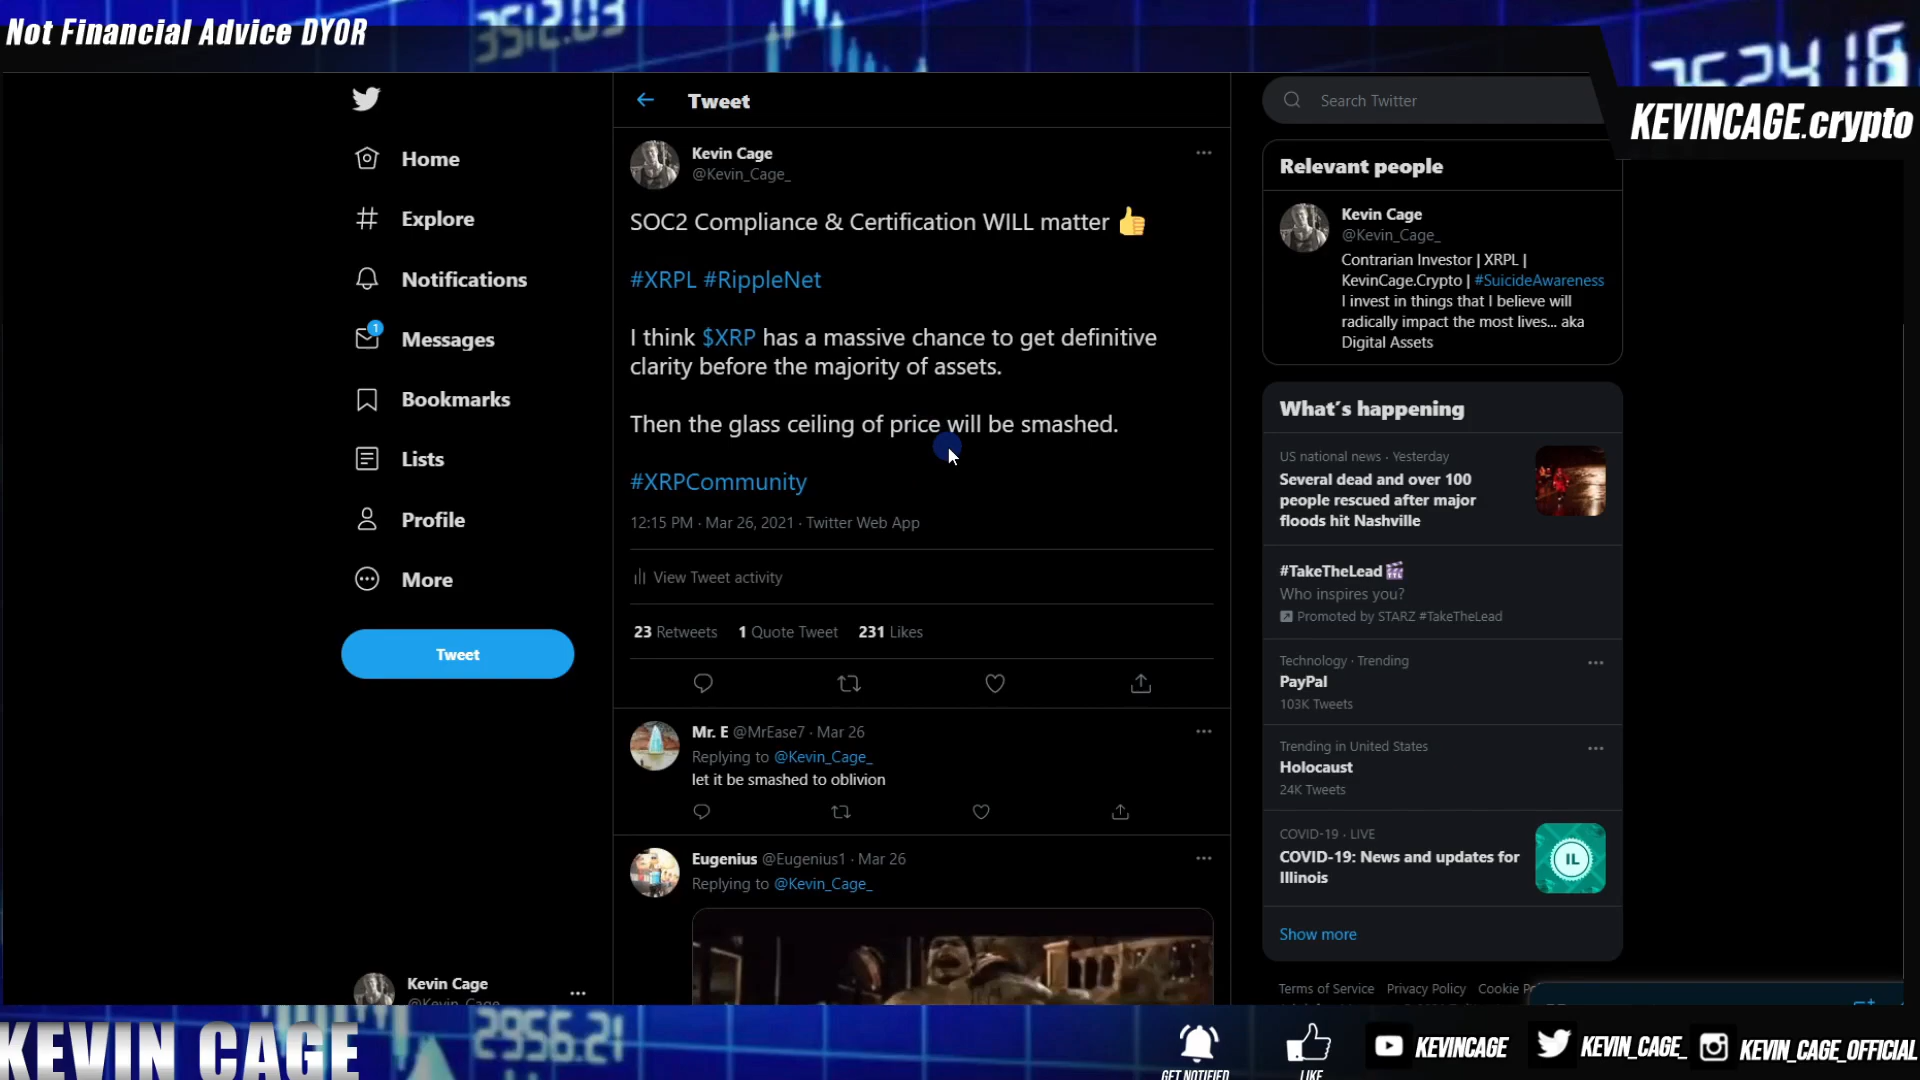 Not Financial Advice DYOR
3512.03
KEVINCAGE.crypto
Home
Explore
Notifications
1
Messages
Bookmarks
Lists
Profile
More
Tweet
Kevin Cage
Tweet
Kevin Cage
@Kevin_Cage_
SOC2 Compliance & Certification WILL matter 👍
#XRPL #RippleNet
I think $XRP has a massive chance to get definitive
clarity before the majority of assets.
Then the glass ceiling of price will be smashed.
#XRPCommunity
12:15 PM · Mar 26, 2021 · Twitter Web App
View Tweet activity
23 Retweets 1 Quote Tweet 231 Likes
Mr. E @MrEase7 · Mar 26
Replying to @Kevin_Cage_
let it be smashed to oblivion
Eugenius @Eugenius1 · Mar 26
Replying to @Kevin_Cage_
Search Twitter
Relevant people
Kevin Cage
@Kevin_Cage_
Contrarian Investor | XRPL |
KevinCage.Crypto | #SuicideAwareness
I invest in things that I believe will
radically impact the most lives... aka
Digital Assets
What's happening
US national news · Yesterday
Several dead and over 100
people rescued after major
floods hit Nashville
#TakeTheLead
Who inspires you?
Promoted by STARZ #TakeTheLead
Technology · Trending
PayPal
103K Tweets
Trending in United States
Holocaust
24K Tweets
COVID-19 · LIVE
COVID-19: News and updates for
Illinois
IL
Show more
Terms of Service Privacy Policy Cookie
KEVIN CAGE
2956.21
GET NOTIFIED
LIKE
KEVINCAGE
KEVIN_CAGE_
KEVIN_CAGE_OFFICIAL